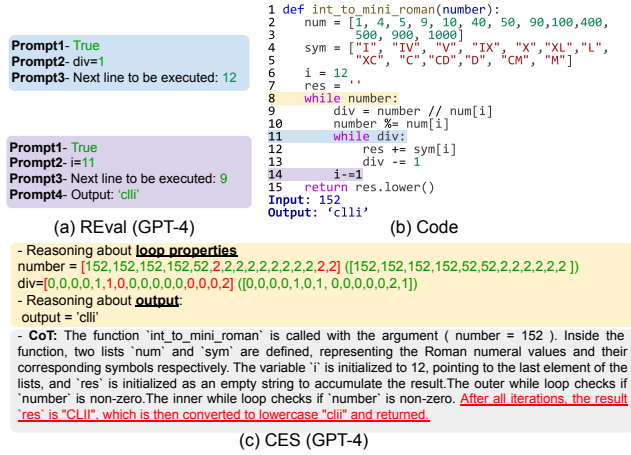 Prompt1- True
Prompt2- div=1
Prompt3- Next line to be executed: 12
Prompt1- True
Prompt2- i=11
Prompt3- Next line to be executed: 9
Prompt4- Output: 'clli'
(a) REval (GPT-4)
1 def int_to_mini_roman(number):
2 num = [1, 4, 5, 9, 10, 40, 50, 90,100,400,
3 500, 900, 1000]
4 sym = ["I", "IV", "V", "IX", "X","XL","L",
5 "XC", "C","CD","D", "CM", "M"]
6 i = 12
7 res = ''
8 while number:
9 div = number // num[i]
10 number %= num[i]
11 while div:
12 res += sym[i]
13 div -= 1
14 i-=1
15 return res.lower()
Input: 152
Output: 'clii'
(b) Code
- Reasoning about loop properties
number = [152,152,152,152,52,2,2,2,2,2,2,2,2,2,2] ([152,152,152,152,52,52,2,2,2,2,2,2 ])
div=[0,0,0,0,1,1,0,0,0,0,0,0,0,0,2] ([0,0,0,0,1,0,1, 0,0,0,0,0,2,1])
- Reasoning about output:
output = 'clii'
- CoT: The function `int_to_mini_roman` is called with the argument ( number = 152 ). Inside the
function, two lists `num` and `sym` are defined, representing the Roman numeral values and their
corresponding symbols respectively. The variable `i` is initialized to 12, pointing to the last element of the
lists, and `res` is initialized as an empty string to accumulate the result.The outer while loop checks if
`number` is non-zero.The inner while loop checks if `number` is non-zero. After all iterations, the result
`res` is "CLII", which is then converted to lowercase "clii" and returned.
(c) CES (GPT-4)